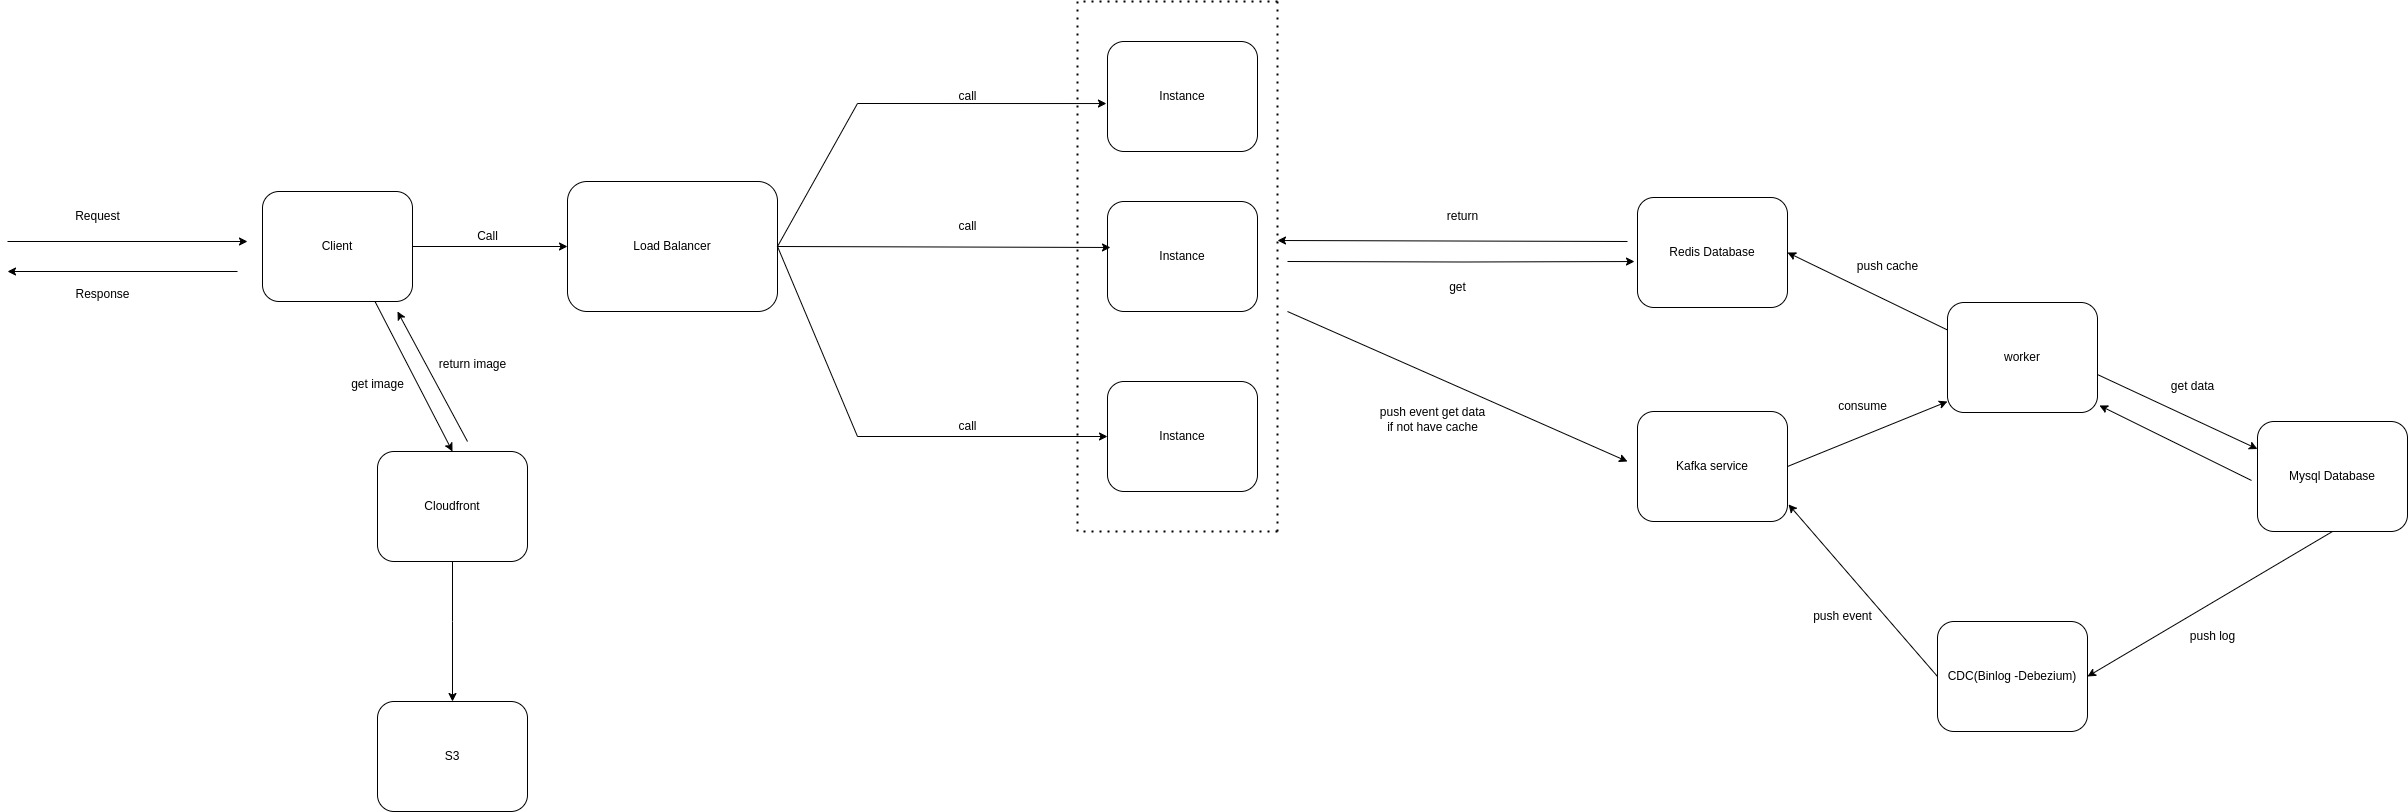 Request
Response
Client
Call
Load Balancer
get image
return image
Cloudfront
S3
call
call
call
Instance
Instance
Instance
return
get
push event get data
if not have cache
Redis Database
Kafka service
push cache
consume
worker
get data
Mysql Database
push event
push log
CDC(Binlog -Debezium)